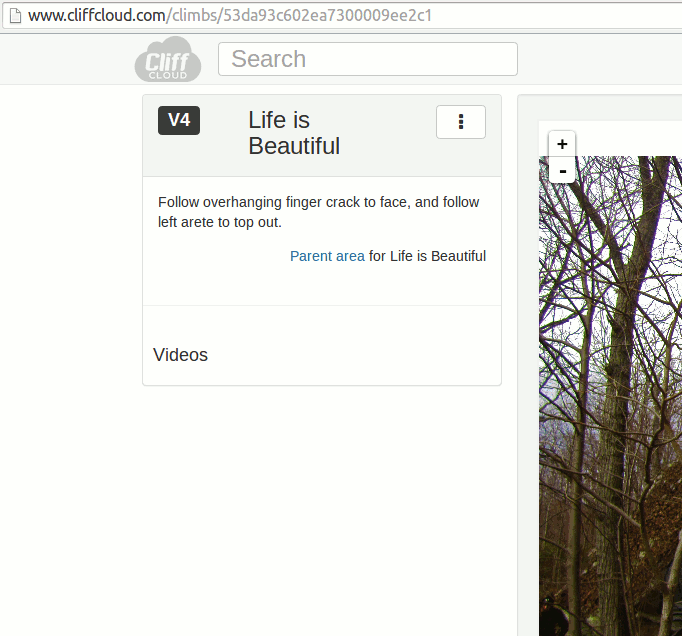 www.cliffcloud.com/climbs/53da93c602ea7300009ee2c1
Cliff
CLOUD
Search
V4
Life is
Beautiful
Follow overhanging finger crack to face, and follow
left arete to top out.
Parent area for Life is Beautiful
Videos
+
-